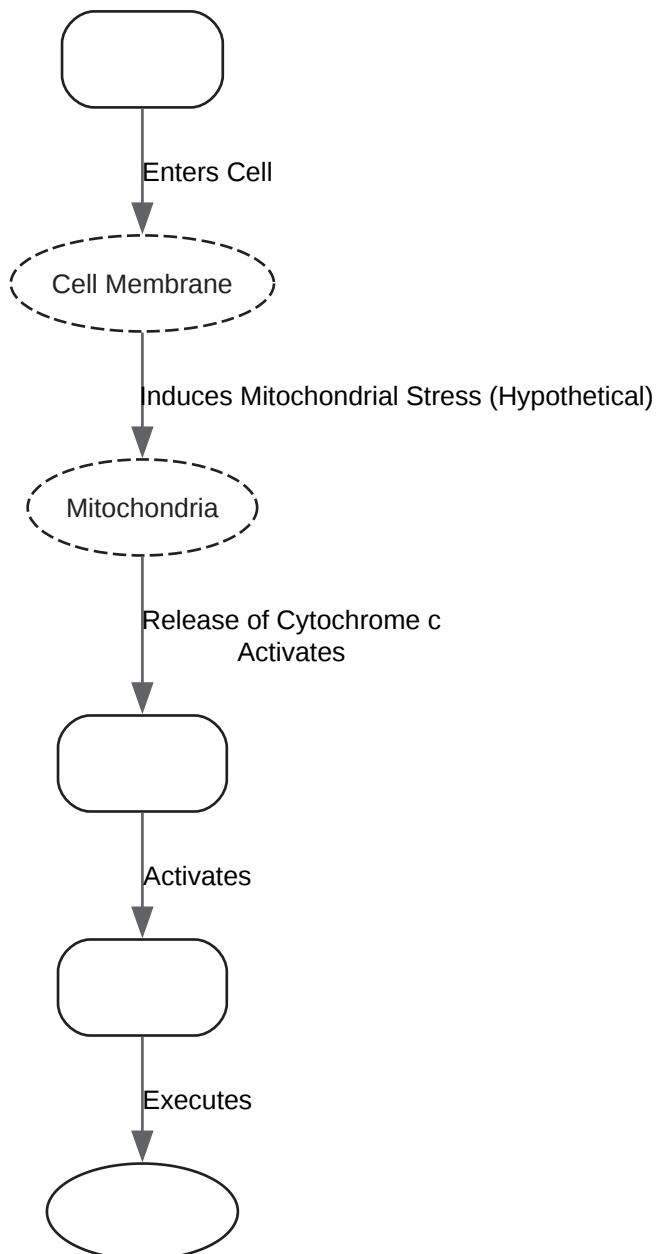 Enters Cell
Cell Membrane
Induces Mitochondrial Stress (Hypothetical)
Mitochondria
Release of Cytochrome c
Activates
Activates
Executes